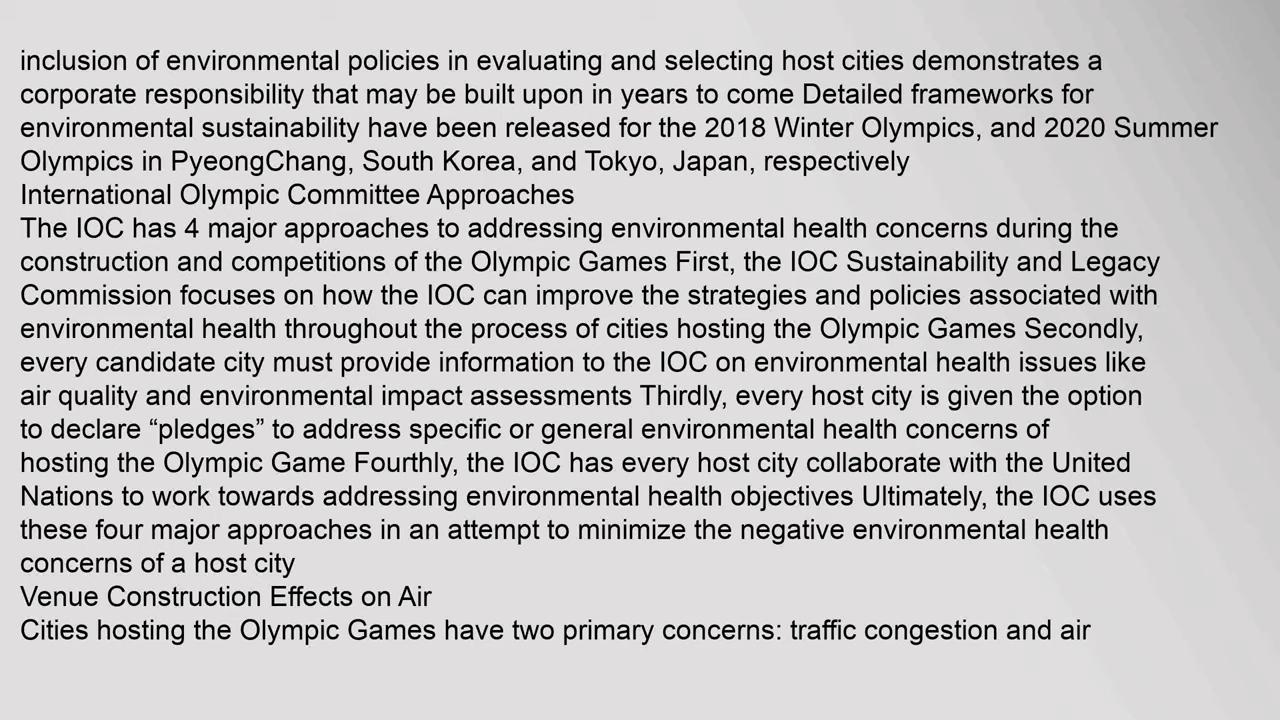 inclusion of environmental policies in evaluating and selecting host cities demonstrates a
corporate responsibility that may be built upon in years to come Detailed frameworks for
environmental sustainability have been released for the 2018 Winter Olympics, and 2020 Summer
Olympics in PyeongChang, South Korea, and Tokyo, Japan, respectively
International Olympic Committee Approaches
The IOC has 4 major approaches to addressing environmental health concerns during the
construction and competitions of the Olympic Games First, the IOC Sustainability and Legacy
Commission focuses on how the IOC can improve the strategies and policies associated with
environmental health throughout the process of cities hosting the Olympic Games Secondly,
every candidate city must provide information to the IOC on environmental health issues like
air quality and environmental impact assessments Thirdly, every host city is given the option
to declare “pledges” to address specific or general environmental health concerns of
hosting the Olympic Game Fourthly, the IOC has every host city collaborate with the United
Nations to work towards addressing environmental health objectives Ultimately, the IOC uses
these four major approaches in an attempt to minimize the negative environmental health
concerns of a host city
Venue Construction Effects on Air
Cities hosting the Olympic Games have two primary concerns: traffic congestion and air